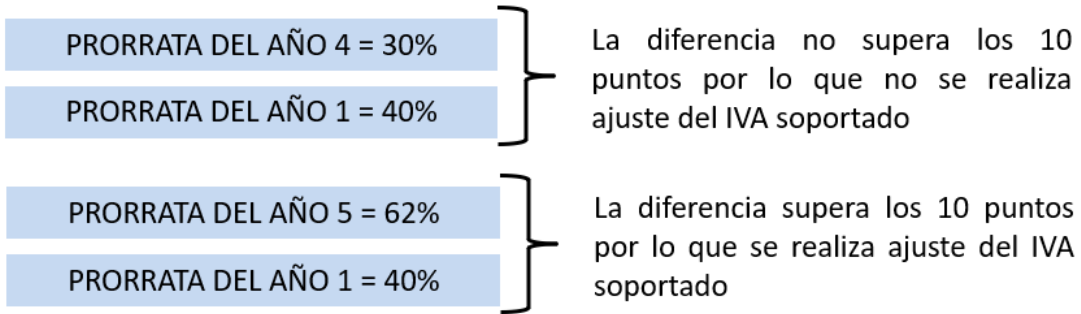 PRORRATA DEL AÑO 4 = 30%
PRORRATA DEL AÑO 1 = 40%
La diferencia no supera los 10
puntos por lo que no se realiza
ajuste del IVA soportado
PRORRATA DEL AÑO 5 = 62%
PRORRATA DEL AÑO 1 = 40%
La diferencia supera los 10 puntos
por lo que se realiza ajuste del IVA
soportado